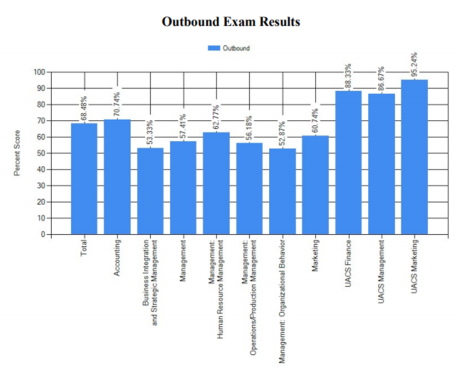 Outbound Exam Results
Outbound
Percent Score
100
90
80
70
60
50
40
30
20
10
0
68.48%
70.74%
53.33%
57.41%
62.77%
56.18%
52.87%
60.74%
88.33%
86.67%
95.24%
Total
Accounting
Business Integration
and Strategic Management
Management
Management:
Human Resource Management
Management:
Operations/Production Management
Management: Organizational Behavior
Marketing
UACS Finance
UACS Management
UACS Marketing